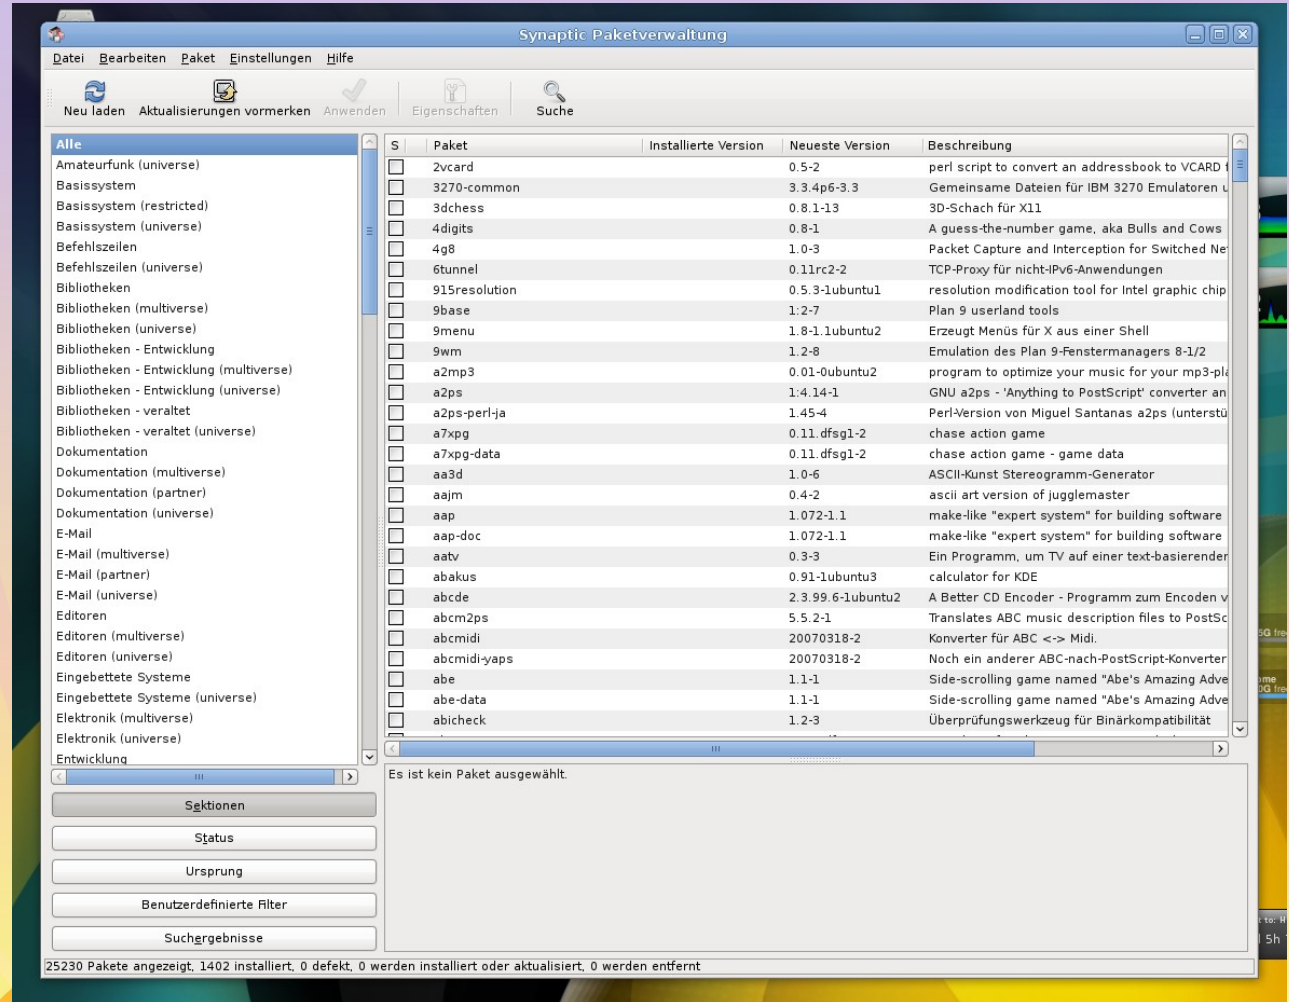 Synaptic Paketverwaltung
Datei Bearbeiten Paket Einstellungen Hilfe
Neu laden Aktualisierungen vormerken Anwenden Eigenschaften Suche
Alle
Amateurfunk (universe)
Basissystem
Basissystem (restricted)
Basissystem (universe)
Befehlszeilen
Befehlszeilen (universe)
Bibliotheken
Bibliotheken (multiverse)
Bibliotheken (universe)
Bibliotheken - Entwicklung
Bibliotheken - Entwicklung (multiverse)
Bibliotheken - Entwicklung (universe)
Bibliotheken - veraltet
Bibliotheken - veraltet (universe)
Dokumentation
Dokumentation (multiverse)
Dokumentation (partner)
Dokumentation (universe)
E-Mail
E-Mail (multiverse)
E-Mail (partner)
E-Mail (universe)
Editoren
Editoren (multiverse)
Editoren (universe)
Eingebettete Systeme
Eingebettete Systeme (universe)
Elektronik (multiverse)
Elektronik (universe)
Entwicklung
Sektionen
Status
Ursprung
Benutzerdefinierte Filter
Suchergebnisse
S Paket Installierte Version Neueste Version Beschreibung
2vcard 0.5-2 perl script to convert an addressbook to VCARD f
3270-common 3.3.4p6-3.3 Gemeinsame Dateien für IBM 3270 Emulatoren u
3dchess 0.8.1-13 3D-Schach für X11
4digits 0.8-1 A guess-the-number game, aka Bulls and Cows
4g8 1.0-3 Packet Capture and Interception for Switched Net
6tunnel 0.11rc2-2 TCP-Proxy für nicht-IPv6-Anwendungen
915resolution 0.5.3-1ubuntu1 resolution modification tool for Intel graphic chip
9base 1:2-7 Plan 9 userland tools
9menu 1.8-1.1ubuntu2 Erzeugt Menüs für X aus einer Shell
9wm 1.2-8 Emulation des Plan 9-Fenstermanagers 8-1/2
a2mp3 0.01-0ubuntu2 program to optimize your music for your mp3-pla
a2ps 1:4.14-1 GNU a2ps - 'Anything to PostScript' converter an
a2ps-perl-ja 1.45-4 Perl-Version von Miguel Santanas a2ps (unterstü
a7xpg 0.11.dfsg1-2 chase action game
a7xpg-data 0.11.dfsg1-2 chase action game - game data
aa3d 1.0-6 ASCII-Kunst Stereogramm-Generator
aajm 0.4-2 ascii art version of jugglemaster
aap 1.072-1.1 make-like "expert system" for building software
aap-doc 1.072-1.1 make-like "expert system" for building software
aatv 0.3-3 Ein Programm, um TV auf einer text-basierender
abakus 0.91-1ubuntu3 calculator for KDE
abcde 2.3.99.6-1ubuntu2 A Better CD Encoder - Programm zum Encoden v
abcm2ps 5.5.2-1 Translates ABC music description files to PostSc
abcmidi 20070318-2 Konverter für ABC <-> Midi.
abcmidi-yaps 20070318-2 Noch ein anderer ABC-nach-PostScript-Konverter
abe 1.1-1 Side-scrolling game named "Abe's Amazing Adve
abe-data 1.1-1 Side-scrolling game named "Abe's Amazing Adve
abicheck 1.2-3 Überprüfungswerkzeug für Binärkompatibilität
Es ist kein Paket ausgewählt.
25230 Pakete angezeigt, 1402 installiert, 0 defekt, 0 werden installiert oder aktualisiert, 0 werden entfernt